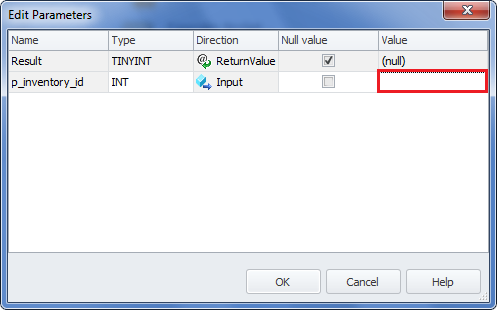 Edit Parameters
Name Type Direction Null value Value
Result TINYINT ReturnValue (null)
p_inventory_id INT Input
OK Cancel Help